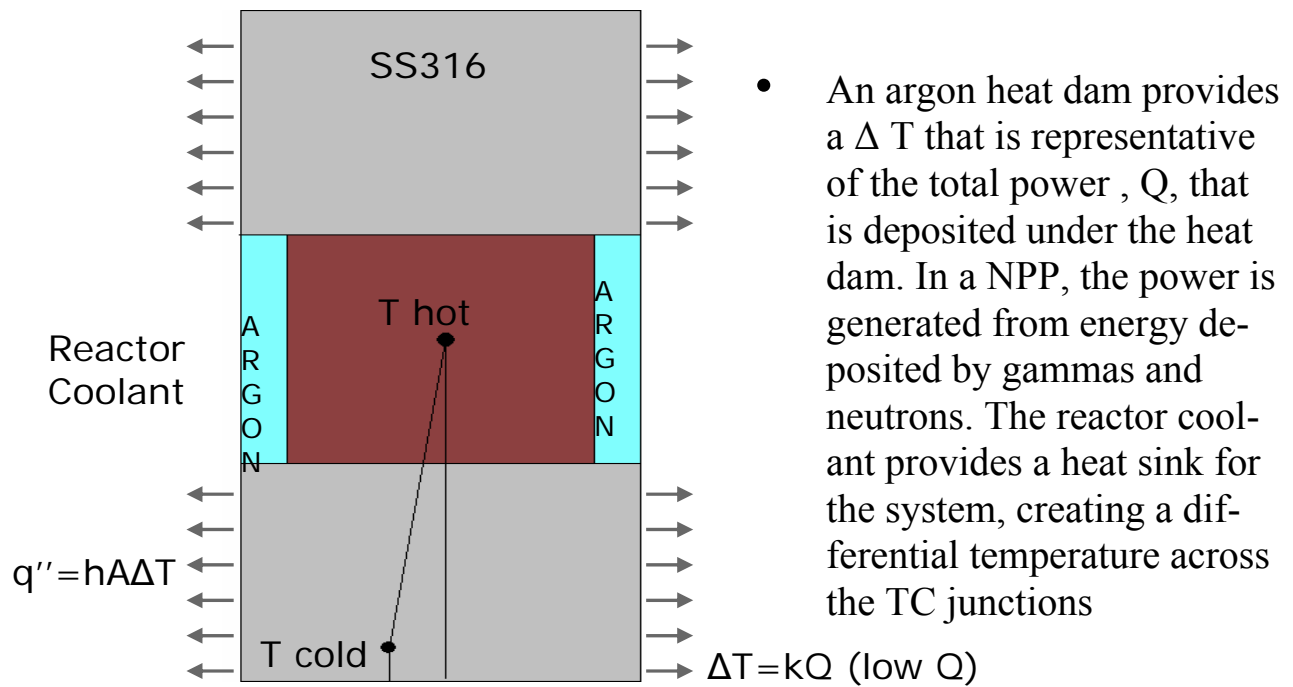 SS316
Reactor
Coolant
ARGON
T hot
ARGON
q''=hAΔT
T cold
ΔT=kQ (low Q)
• An argon heat dam provides
a Δ T that is representative
of the total power , Q, that
is deposited under the heat
dam. In a NPP, the power is
generated from energy de-
posited by gammas and
neutrons. The reactor cool-
ant provides a heat sink for
the system, creating a dif-
ferential temperature across
the TC junctions